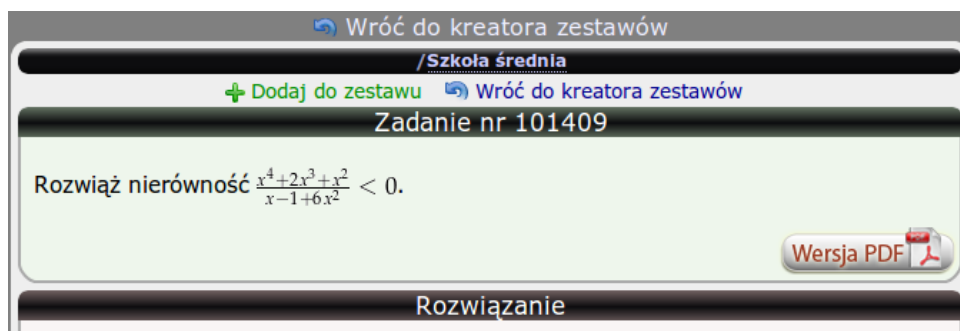 Wróć do kreatora zestawów
/Szkoła średnia
Dodaj do zestawu Wróć do kreatora zestawów
Zadanie nr 101409
Rozwiąż nierówność \frac{x^4+2x^3+x^2}{x-1+6x^2} < 0.
Wersja PDF
Rozwiązanie